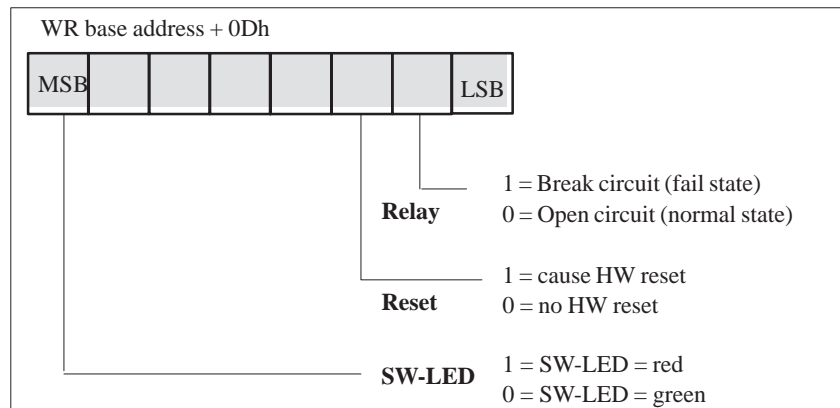 WR base address + 0Dh
MSB LSB
1 = Break circuit (fail state)
Relay
0 = Open circuit (normal state)
1 = cause HW reset
Reset
0 = no HW reset
SW-LED
1 = SW-LED = red
0 = SW-LED = green